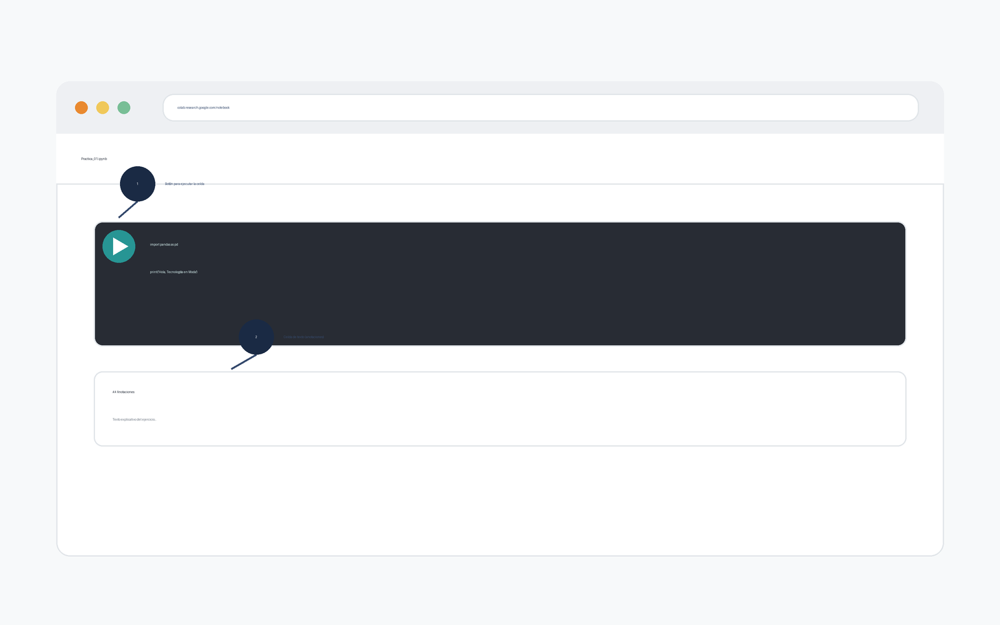 colab.research.google.com/notebook
Practica_01.ipynb
1
Botón para ejecutar la celda
import pandas as pd
print("Hola, Tecnología en Moda")
2
## Anotaciones
Texto explicativo del ejercicio...